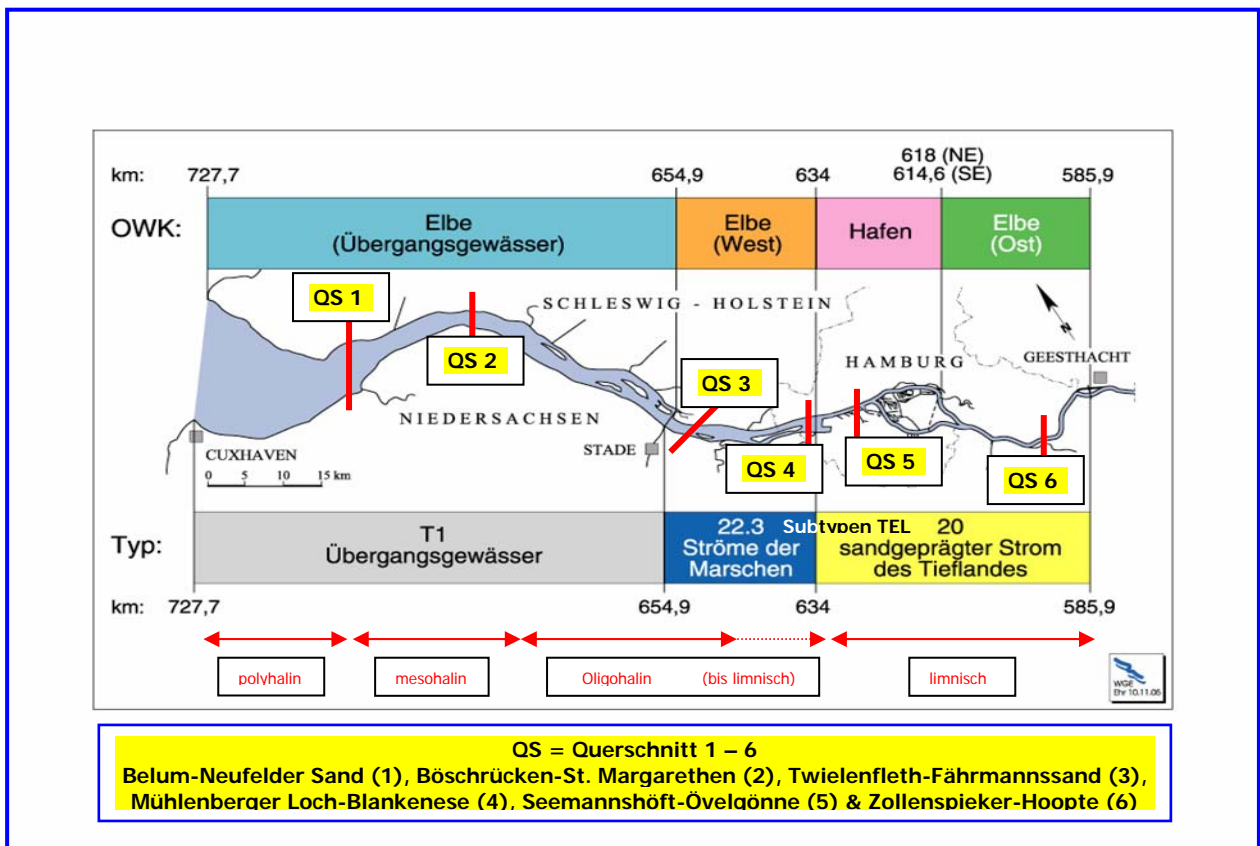 km: 727,7 654,9 634 618 (NE) 614,6 (SE) 585,9
OWK:
Elbe
(Übergangsgewässer)
Elbe
(West)
Hafen
Elbe
(Ost)
QS 1
QS 2
QS 3
QS 4
QS 5
QS 6
SCHLESWIG - HOLSTEIN
NIEDERSACHSEN
HAMBURG
GEESTHACHT
STADE
CUXHAVEN
N
0 5 10 15 km
Typ:
T1
Übergangsgewässer
22.3
Ströme der
Marschen
Subtypen TEL
20
sandgeprägter Strom
des Tieflandes
km: 727,7 654,9 634 585,9
polyhalin
mesohalin
Oligohalin (bis limnisch)
limnisch
WGE
Ehr 10.11.05
QS = Querschnitt 1 – 6
Belum-Neufelder Sand (1), Böschrücken-St. Margarethen (2), Twielenfleth-Fährmannssand (3),
Mühlenberger Loch-Blankenese (4), Seemannshöft-Övelgönne (5) & Zollenspieker-Hoopte (6)